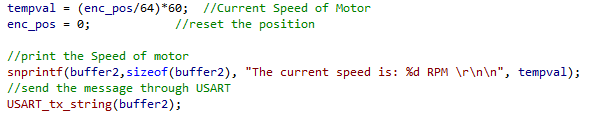 tempval = (enc_pos/64)*60;  //Current Speed of Motor
enc_pos = 0;            //reset the position
//print the Speed of motor
snprintf(buffer2,sizeof(buffer2), "The current speed is: %d RPM \r\n\n", tempval);
//send the message through USART
USART_tx_string(buffer2);